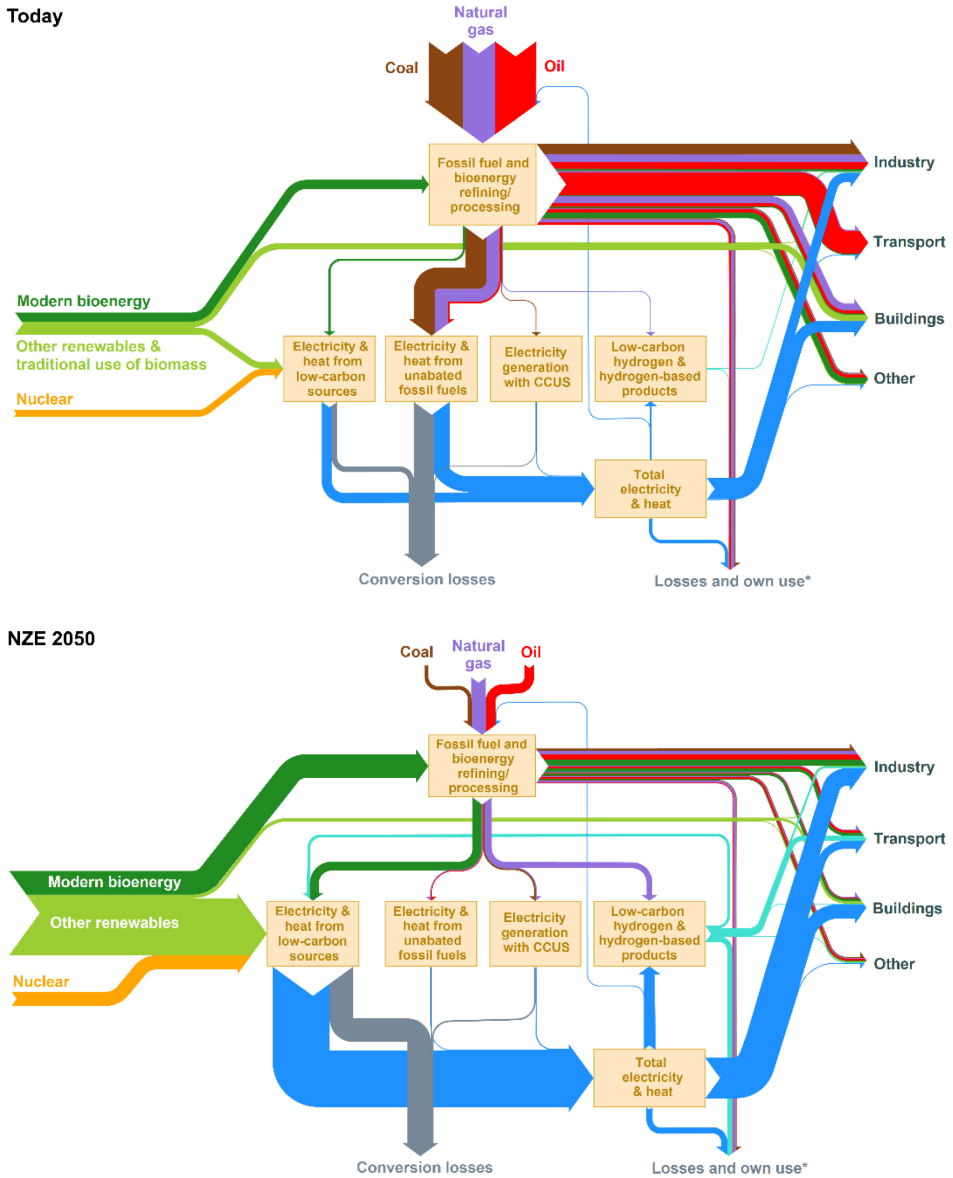 Today
Natural
gas
Coal
Oil
Fossil fuel and
bioenergy
refining/
processing
Industry
Transport
Modern bioenergy
Other renewables &
traditional use of biomass
Buildings
Electricity &
heat from
low-carbon
sources
Electricity &
heat from
unabated
fossil fuels
Electricity
generation
with CCUS
Low-carbon
hydrogen &
hydrogen-based
products
Other
Nuclear
Total
electricity
& heat
Conversion losses
Losses and own use*
NZE 2050
Coal
Natural
gas
Oil
Fossil fuel and
bioenergy
refining/
processing
Industry
Transport
Modern bioenergy
Other renewables
Electricity &
heat from
low-carbon
sources
Electricity &
heat from
unabated
fossil fuels
Electricity
generation
with CCUS
Low-carbon
hydrogen &
hydrogen-based
products
Buildings
Other
Nuclear
Total
electricity
& heat
Conversion losses
Losses and own use*